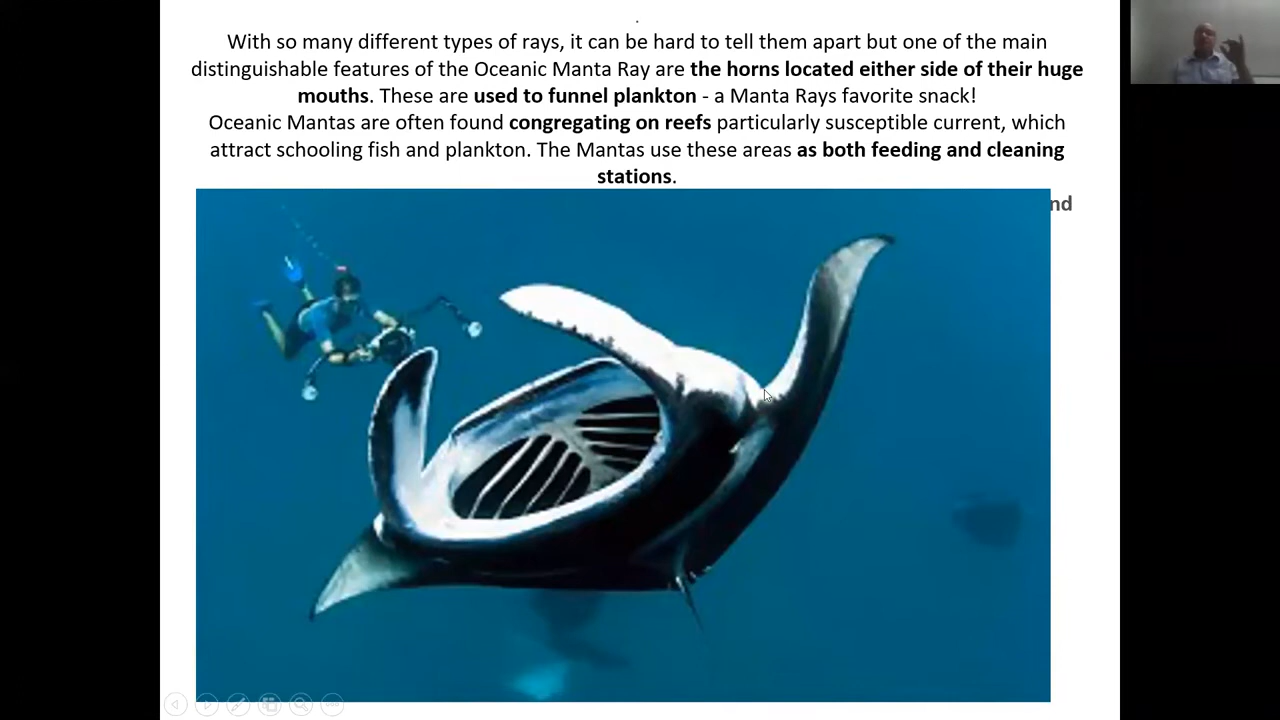 With so many different types of rays, it can be hard to tell them apart but one of the main
distinguishable features of the Oceanic Manta Ray are the horns located either side of their huge
mouths. These are used to funnel plankton - a Manta Rays favorite snack!
Oceanic Mantas are often found congregating on reefs particularly susceptible current, which
attract schooling fish and plankton. The Mantas use these areas as both feeding and cleaning
stations.